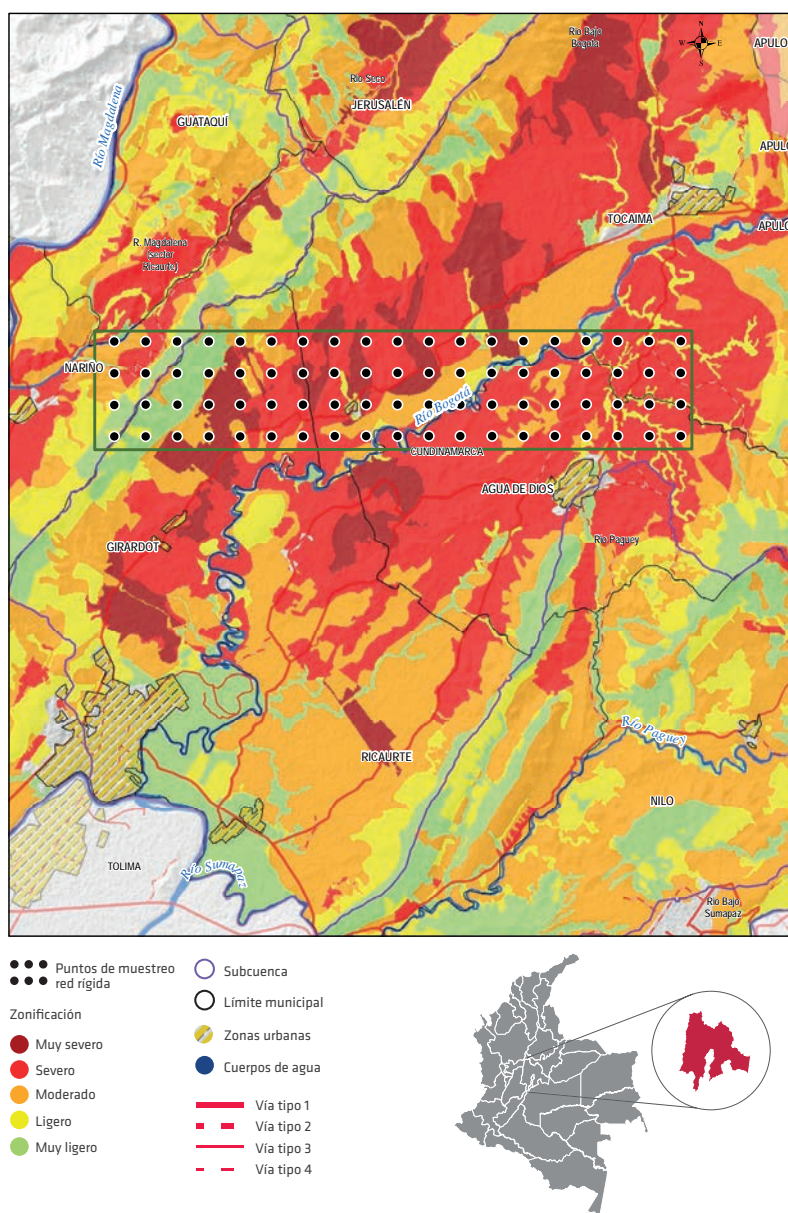 N
W E
S
Río Bajo
Bogotá
APULO
Río Seco
JERUSALÉN
GUATAQUÍ
Río Magdalena
APULO
TOCAIMA
APULO
R. Magdalena
(sector
Ricaurte)
NARIÑO
Río Bogotá
CUNDINAMARCA
AGUA DE DIOS
GIRARDOT
Río Paguey
Río Paguey
RICAURTE
NILO
TOLIMA
Río Sumapaz
Río Bajo
Sumapaz
Puntos de muestreo
red rígida
Zonificación
Muy severo
Severo
Moderado
Ligero
Muy ligero
Subcuenca
Límite municipal
Zonas urbanas
Cuerpos de agua
Vía tipo 1
Vía tipo 2
Vía tipo 3
Vía tipo 4